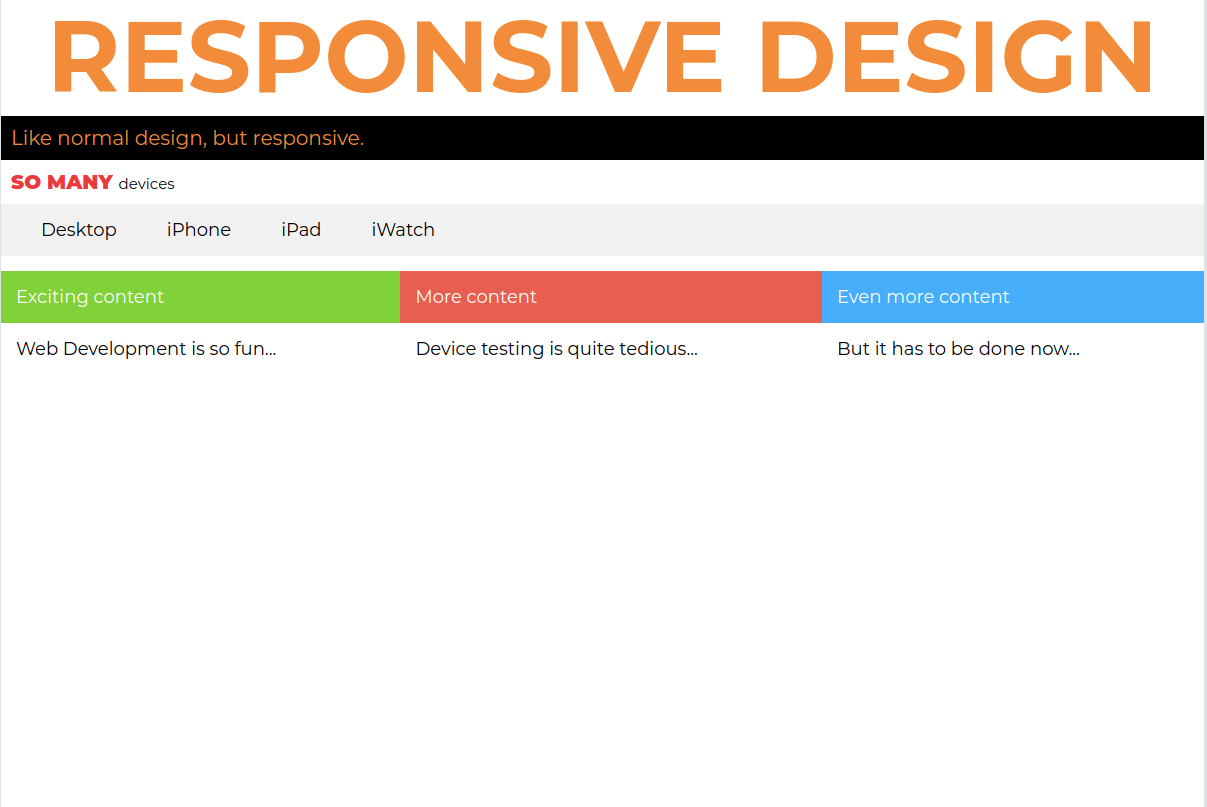 RESPONSIVE DESIGN
Like normal design, but responsive.
SO MANY devices
Desktop iPhone iPad iWatch
Exciting content More content Even more content
Web Development is so fun... Device testing is quite tedious... But it has to be done now...